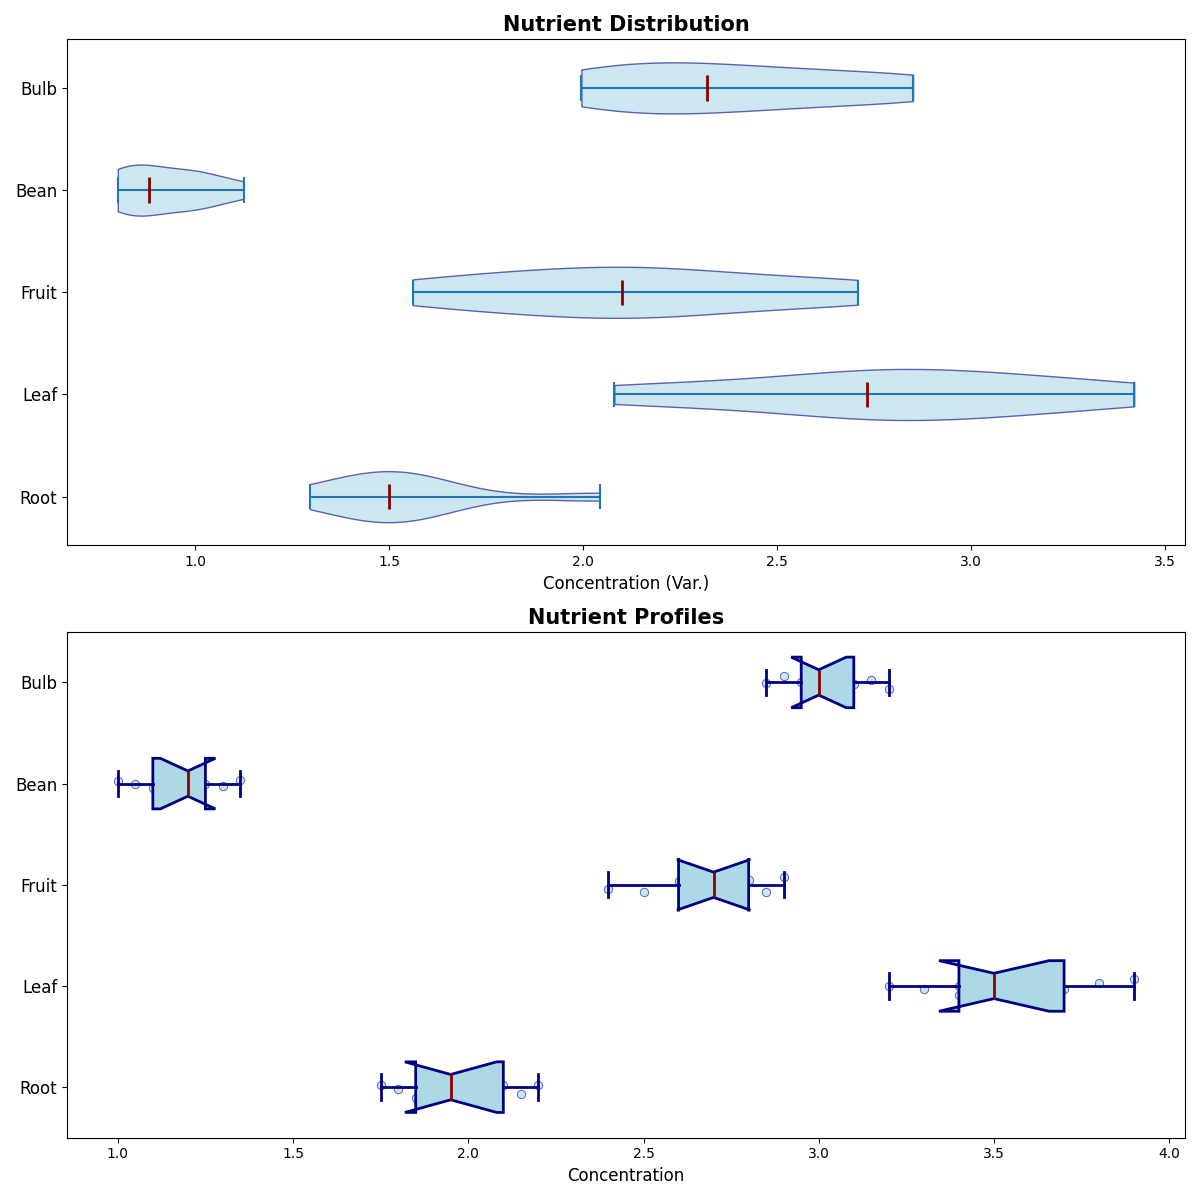 Nutrient Distribution
Bulb
Bean
Fruit
Leaf
Root
1.0 1.5 2.0 2.5 3.0 3.5
Concentration (Var.)
Nutrient Profiles
Bulb
Bean
Fruit
Leaf
Root
1.0 1.5 2.0 2.5 3.0 3.5 4.0
Concentration